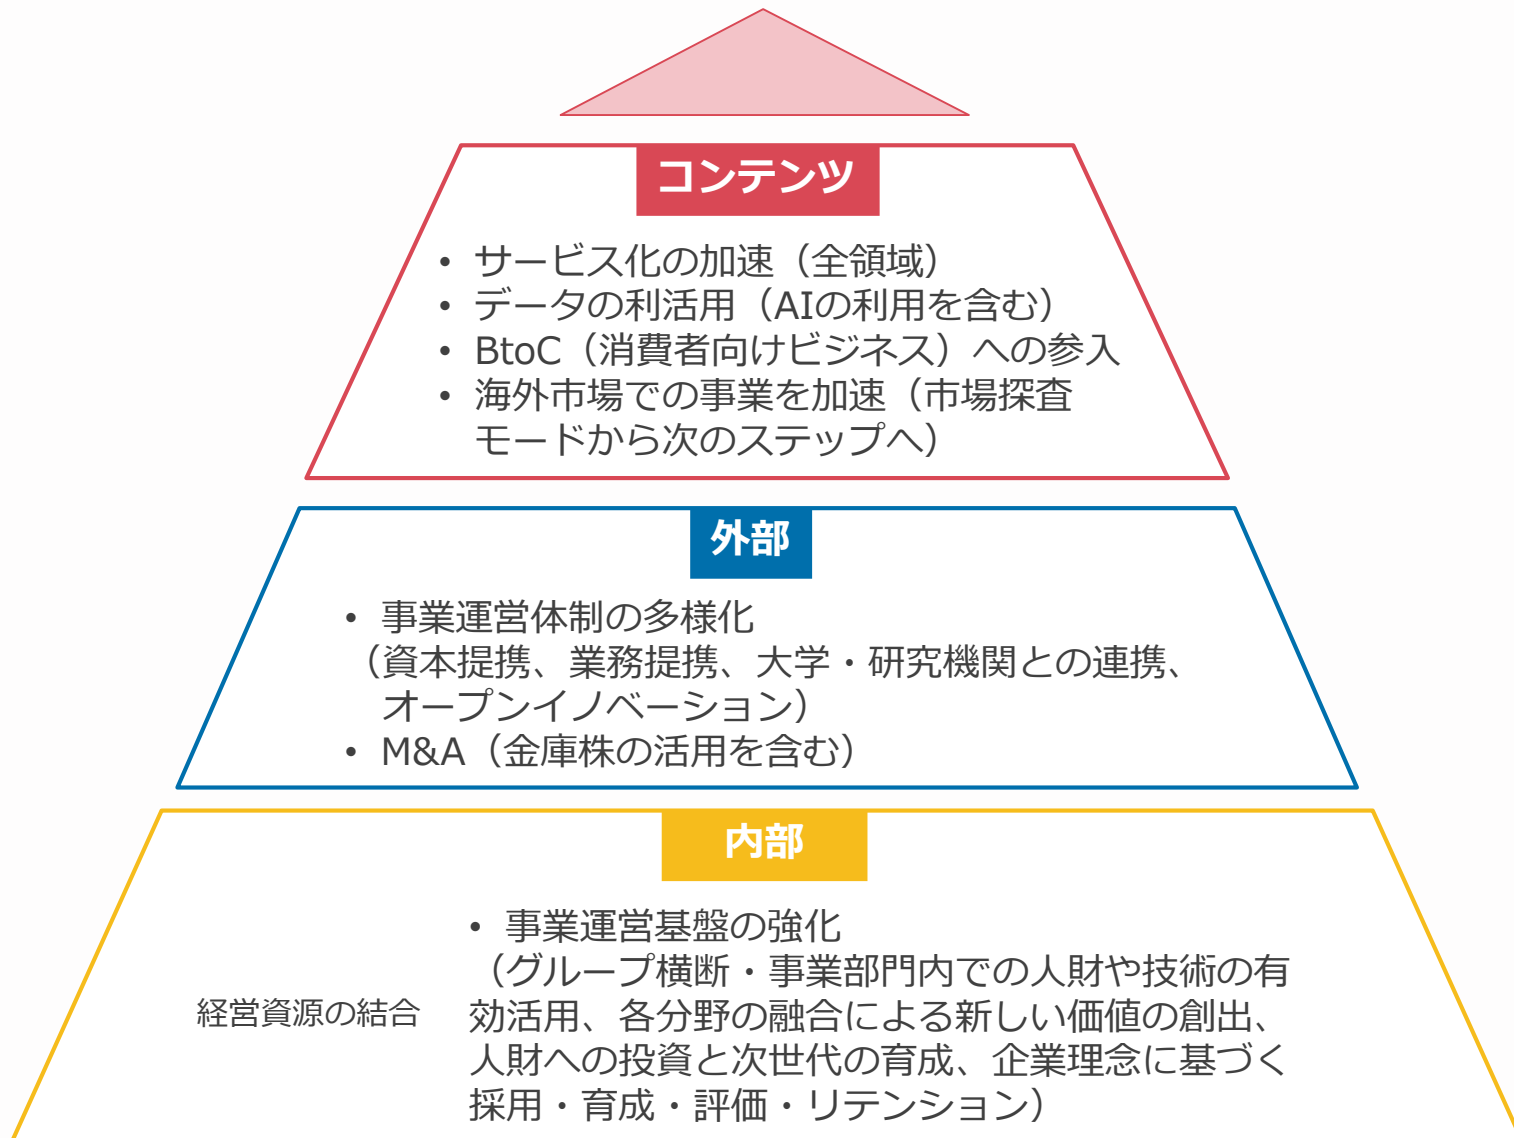 コンテンツ
• サービス化の加速（全領域）
• データの利活用（AIの利用を含む）
• BtoC（消費者向けビジネス）への参入
• 海外市場での事業を加速（市場探査
モードから次のステップへ）
外部
• 事業運営体制の多様化
（資本提携、業務提携、大学・研究機関との連携、
オープンイノベーション）
• M&A（金庫株の活用を含む）
内部
経営資源の結合
• 事業運営基盤の強化
（グループ横断・事業部門内での人財や技術の有
効活用、各分野の融合による新しい価値の創出、
人財への投資と次世代の育成、企業理念に基づく
採用・育成・評価・リテンション）